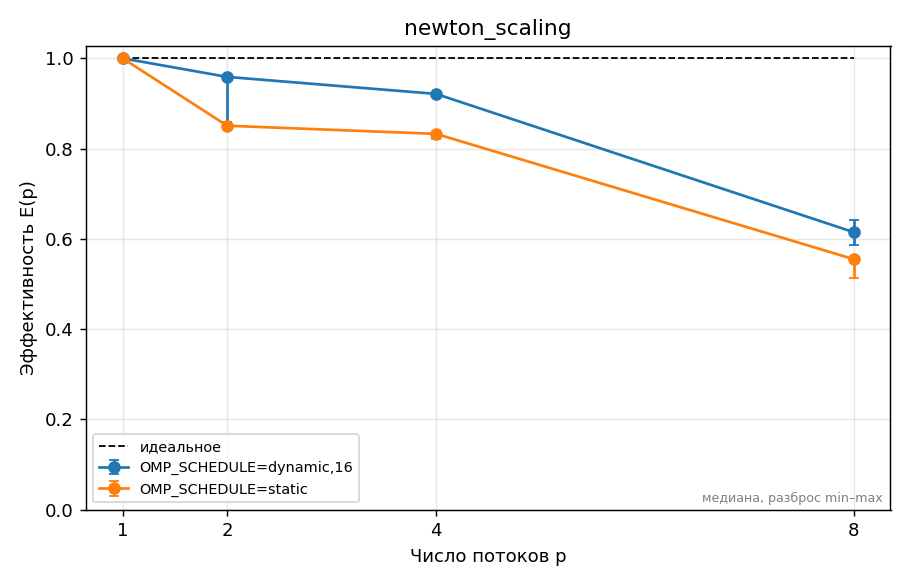 newton_scaling
Эффективность E(p)
1.0
0.8
0.6
0.4
0.2
0.0
идеальное
OMP_SCHEDULE=dynamic,16
OMP_SCHEDULE=static
медиана, разброс min–max
1 2 4 8
Число потоков p